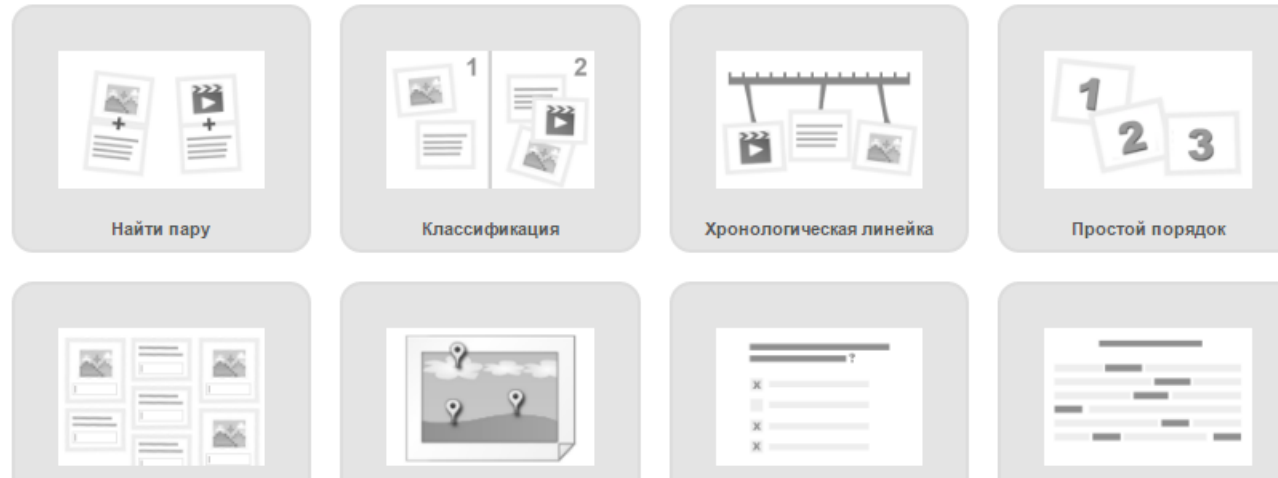 1
2
1
2
3
Найти пару
Классификация
Хронологическая линейка
Простой порядок
?
x
x
x